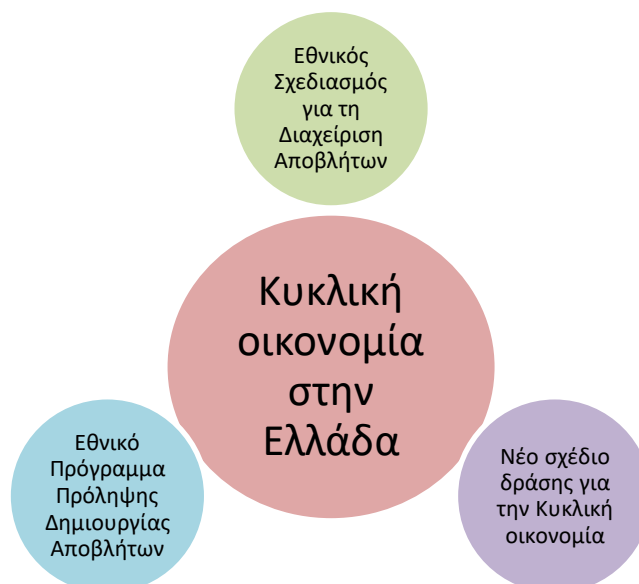 Εθνικός
Σχεδιασμός
για τη
Διαχείριση
Αποβλήτων
Κυκλική
οικονομία
στην
Ελλάδα
Εθνικό
Πρόγραμμα
Πρόληψης
Δημιουργίας
Αποβλήτων
Νέο σχέδιο
δράσης για
την Κυκλική
οικονομία